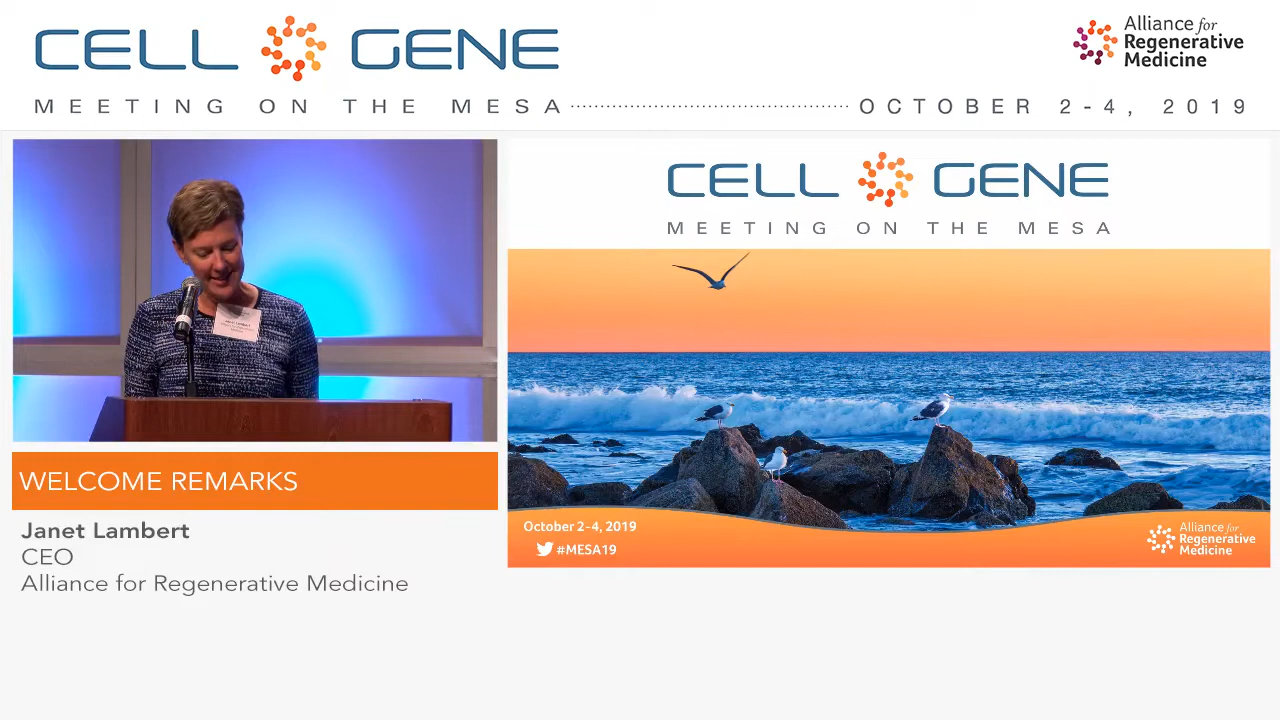 CELL GENE
MEETING ON THE MESA OCTOBER 2-4, 2019
Alliance for
Regenerative
Medicine
WELCOME REMARKS
Janet Lambert
CEO
Alliance for Regenerative Medicine
CELL GENE
MEETING ON THE MESA
October 2-4, 2019
#MESA19
Alliance for
Regenerative
Medicine